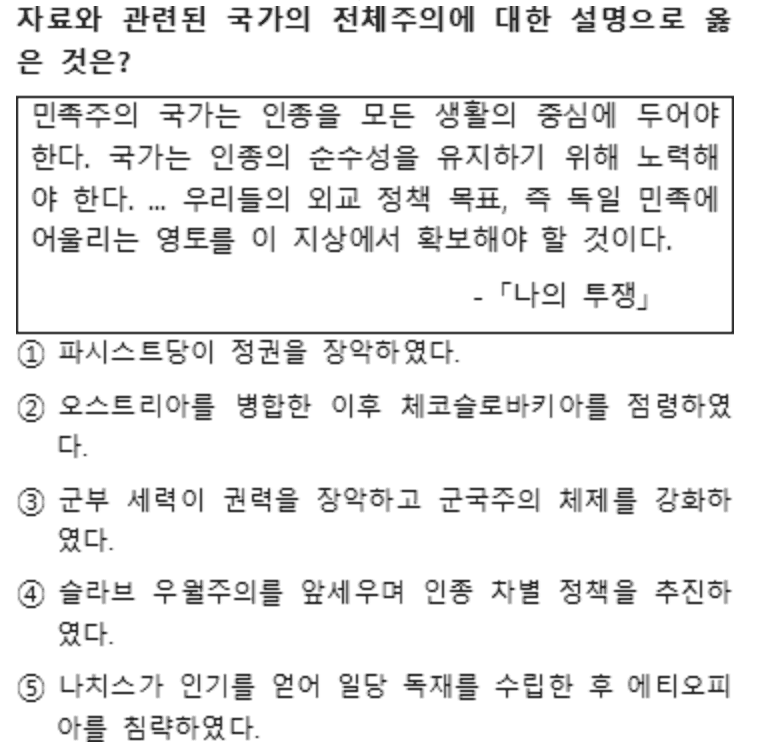 자료와 관련된 국가의 전체주의에 대한 설명으로 옳
은 것은?
민족주의 국가는 인종을 모든 생활의 중심에 두어야
한다. 국가는 인종의 순수성을 유지하기 위해 노력해
야 한다. ... 우리들의 외교 정책 목표, 즉 독일 민족에
어울리는 영토를 이 지상에서 확보해야 할 것이다.
-「나의 투쟁」
① 파시스트당이 정권을 장악하였다.
② 오스트리아를 병합한 이후 체코슬로바키아를 점령하였
다.
③ 군부 세력이 권력을 장악하고 군국주의 체제를 강화하
였다.
④ 슬라브 우월주의를 앞세우며 인종 차별 정책을 추진하
였다.
⑤ 나치스가 인기를 얻어 일당 독재를 수립한 후 에티오피
아를 침략하였다.